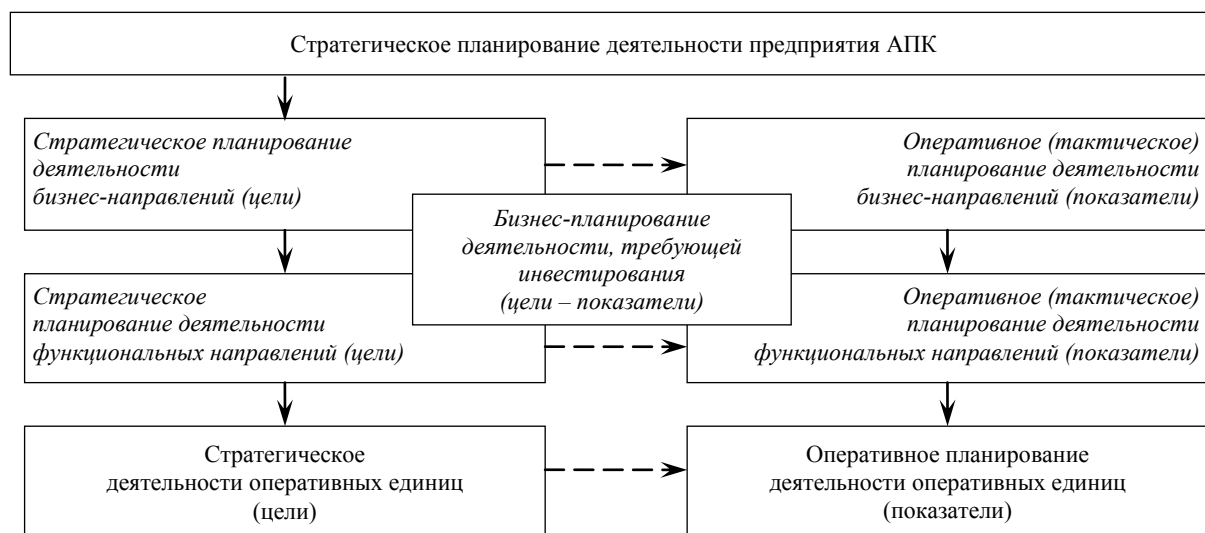 Стратегическое планирование деятельности предприятия АПК
Стратегическое планирование
деятельности
бизнес-направлений (цели)
Оперативное (тактическое)
планирование деятельности
бизнес-направлений (показатели)
Бизнес-планирование
деятельности, требующей
инвестирования
(цели – показатели)
Стратегическое
планирование деятельности
функциональных направлений (цели)
Оперативное (тактическое)
планирование деятельности
функциональных направлений (показатели)
Стратегическое
деятельности оперативных единиц
(цели)
Оперативное планирование
деятельности оперативных единиц
(показатели)